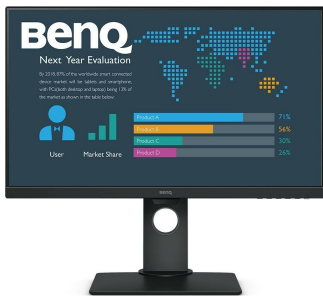 BenQ
Next Year Evaluation
By 2018, 87% of the worldwide smart connected
device market will be tablets and smartphone,
with PCs(both desktop and laptop) being 13% of
the market as shown in the table below
Product A 71%
Product B 56%
Product C 30%
Product D 26%
User Market Share
BenQ